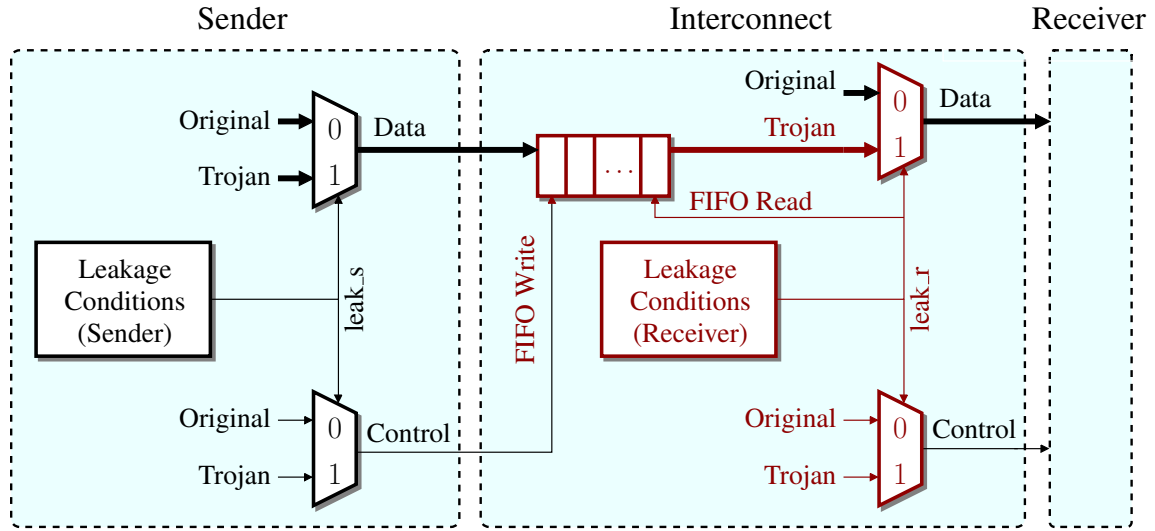 Sender
Interconnect
Receiver
Original
Trojan
0
1
Data
Leakage
Conditions
(Sender)
leak_s
Original
Trojan
0
1
Control
Original
Trojan
0
1
Data
...
FIFO Read
FIFO Write
Leakage
Conditions
(Receiver)
leak_r
Original
Trojan
0
1
Control